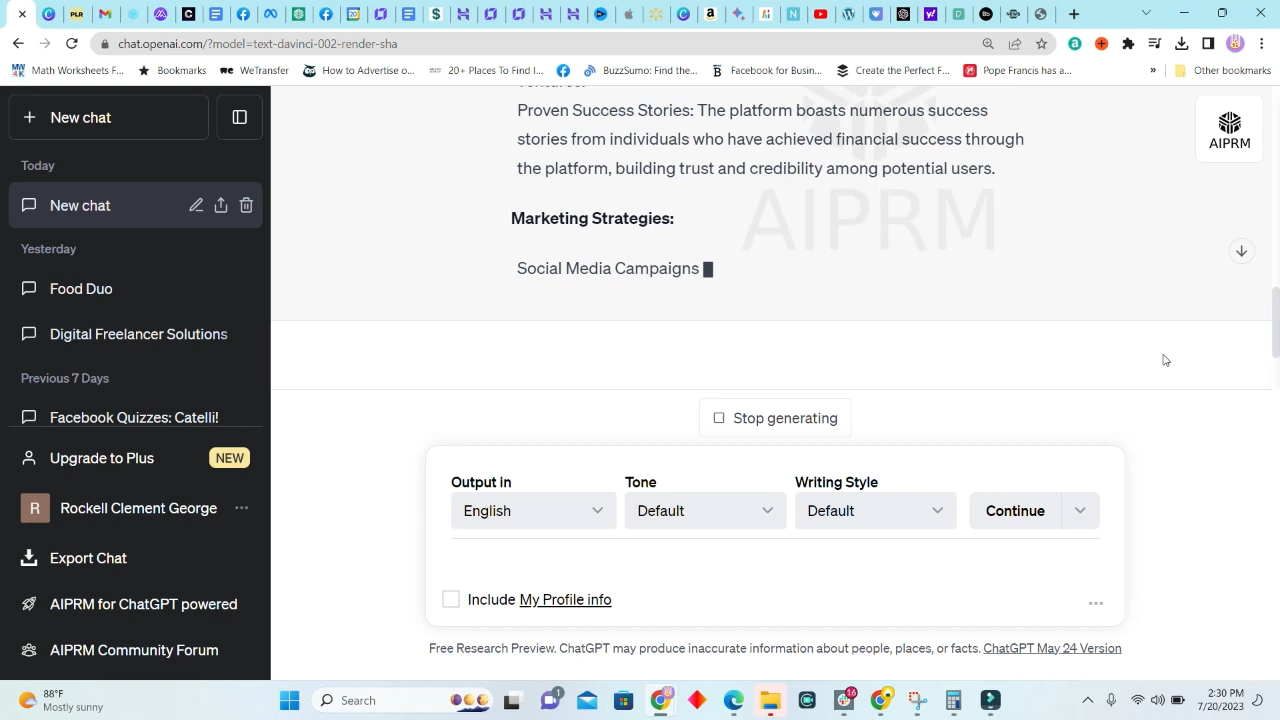 PLR
20
chat.openai.com/?model=text-davinci-002-render-sha
Math Worksheets F...
Bookmarks
WeTransfer
How to Advertise o...
20+ Places To Find I...
BuzzSumo: Find the...
Facebook for Busin...
Create the Perfect F...
Pope Francis has a...
»
Other bookmarks
New chat
Today
New chat
Yesterday
Food Duo
Digital Freelancer Solutions
Previous 7 Days
Facebook Quizzes: Catelli!
Upgrade to Plus
NEW
R
Rockell Clement George
Export Chat
AIPRM for ChatGPT powered
AIPRM Community Forum
Proven Success Stories: The platform boasts numerous success
stories from individuals who have achieved financial success through
the platform, building trust and credibility among potential users.
AIPRM
AIPRM
Marketing Strategies:
Social Media Campaigns
Stop generating
Output in
Tone
Writing Style
English
Default
Default
Continue
Include My Profile info
Free Research Preview. ChatGPT may produce inaccurate information about people, places, or facts. ChatGPT May 24 Version
88°F
Mostly sunny
Search
1
16
2:30 PM
7/20/2023